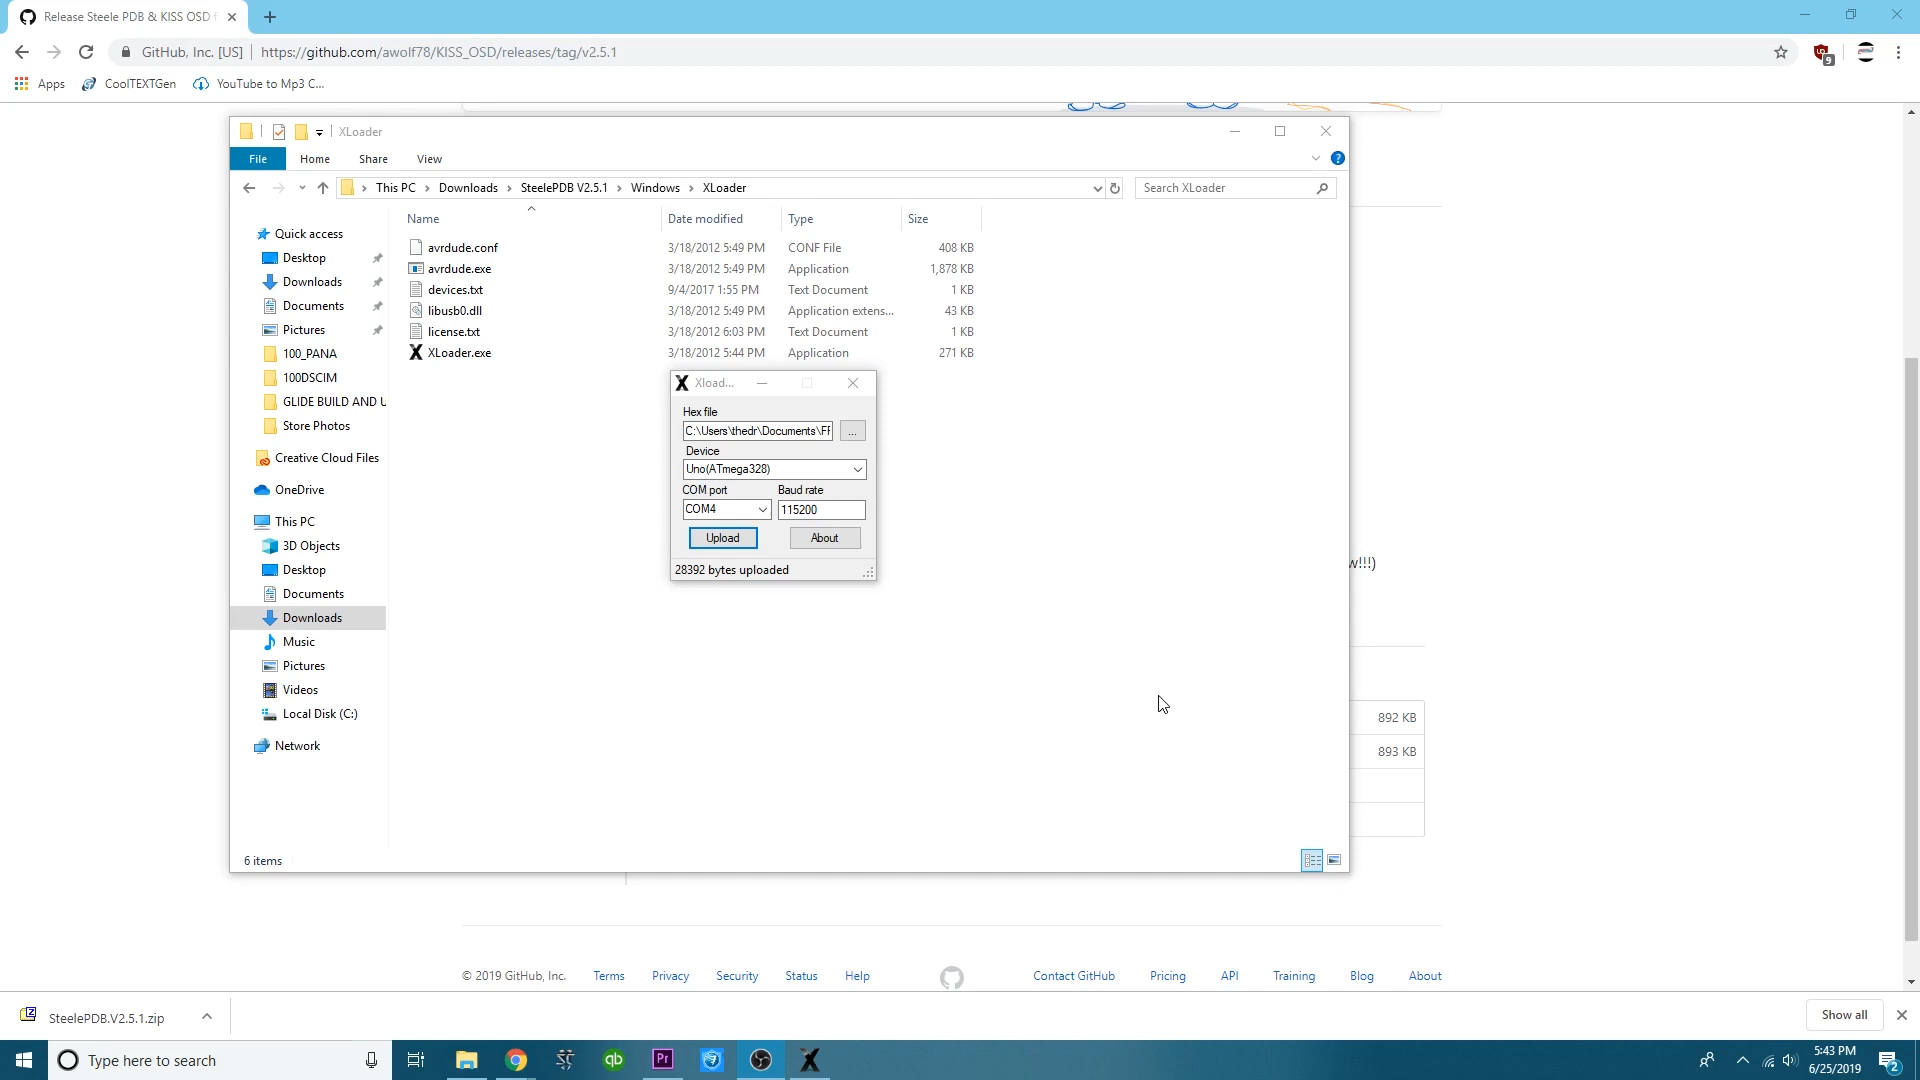 Release Steele PDB & KISS OSD f
GitHub, Inc. [US]
https://github.com/awolf78/KISS_OSD/releases/tag/v2.5.1
9
Apps
CoolTEXTGen
YouTube to Mp3 C...
XLoader
File
Home
Share
View
This PC
Downloads
SteelePDB V2.5.1
Windows
XLoader
Search XLoader
Name
Date modified
Type
Size
avrdude.conf 3/18/2012 5:49 PM CONF File 408 KB
avrdude.exe 3/18/2012 5:49 PM Application 1,878 KB
devices.txt 9/4/2017 1:55 PM Text Document 1 KB
libusb0.dll 3/18/2012 5:49 PM Application extens... 43 KB
license.txt 3/18/2012 6:03 PM Text Document 1 KB
XLoader.exe 3/18/2012 5:44 PM Application 271 KB
Quick access
Desktop
Downloads
Documents
Pictures
100_PANA
100DSCIM
GLIDE BUILD AND U
Store Photos
Creative Cloud Files
OneDrive
This PC
3D Objects
Desktop
Documents
Downloads
Music
Pictures
Videos
Local Disk (C:)
Network
6 items
Xload...
Hex file
C:\Users\thedr\Documents\FF
...
Device
Uno(ATmega328)
COM port
Baud rate
COM4
115200
Upload
About
28392 bytes uploaded
w!!!)
892 KB
893 KB
© 2019 GitHub, Inc.
Terms
Privacy
Security
Status
Help
Contact GitHub
Pricing
API
Training
Blog
About
SteelePDB.V2.5.1.zip
Show all
Type here to search
qb
Pr
5:43 PM
6/25/2019
2